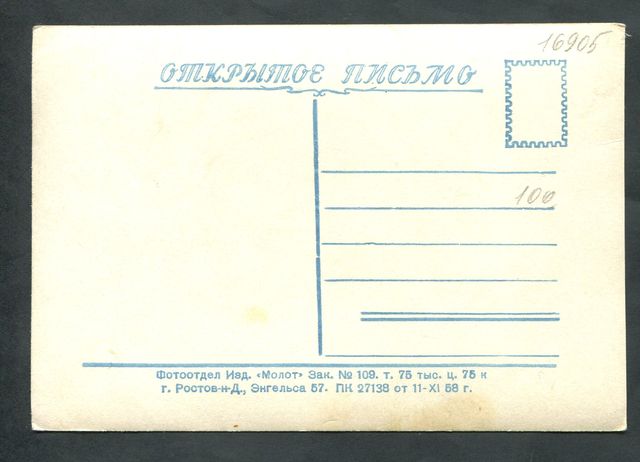 16905
ОТКРЫТОЕ ПИСЬМО
100
Фотоотдел Изд. «Молот» Зак. № 109. т. 75 тыс. ц. 75 к
г. Ростов-н-Д., Энгельса 57. ПК 27138 от 11-XI 58 г.